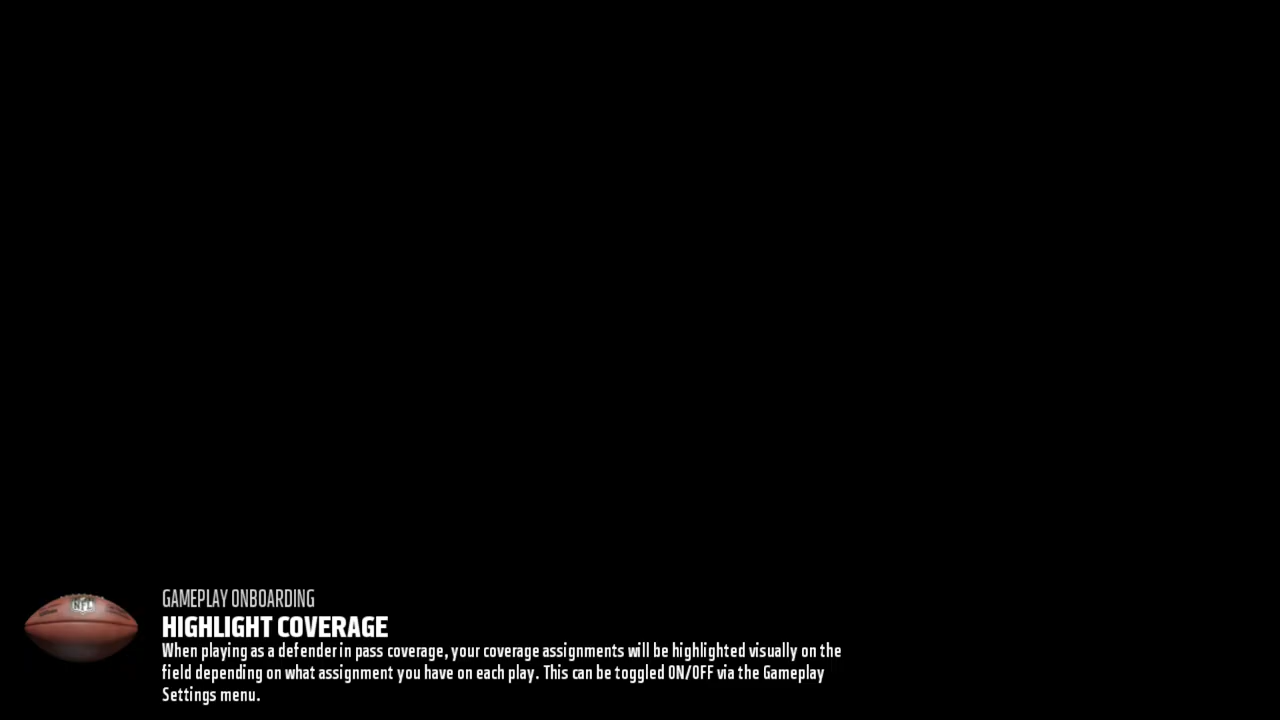 GAMEPLAY ONBOARDING
HIGHLIGHT COVERAGE
When playing as a defender in pass coverage, your coverage assignments will be highlighted visually on the
field depending on what assignment you have on each play. This can be toggled ON/OFF via the Gameplay
Settings menu.
NFL